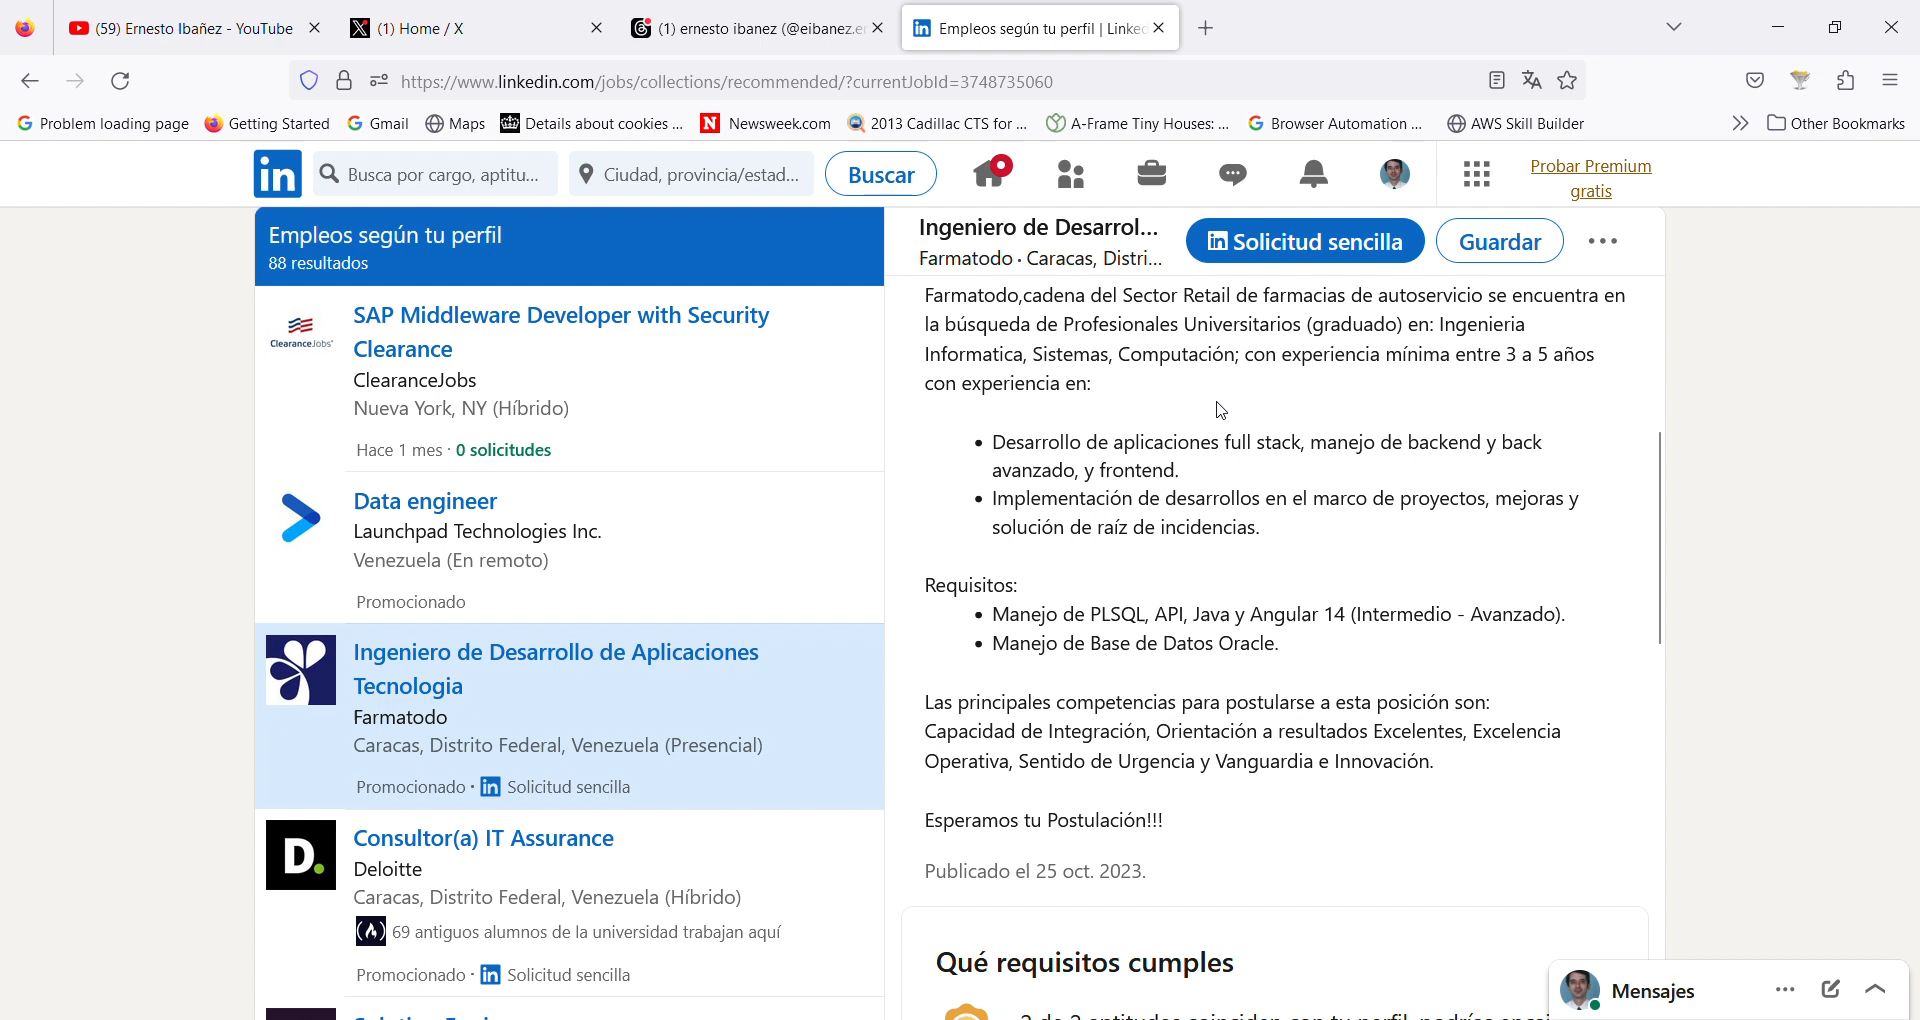 (59) Ernesto Ibañez - YouTube
(1) Home / X
(1) ernesto ibanez (@eibanez.er
Empleos según tu perfil | Linked
https://www.linkedin.com/jobs/collections/recommended/?currentJobId=3748735060
Problem loading page
Getting Started
Gmail
Maps
Details about cookies ...
Newsweek.com
2013 Cadillac CTS for ...
A-Frame Tiny Houses: ...
Browser Automation ...
AWS Skill Builder
Other Bookmarks
Busca por cargo, aptitu...
Ciudad, provincia/estad...
Buscar
Probar Premium
gratis
Empleos según tu perfil
88 resultados
SAP Middleware Developer with Security
Clearance
ClearanceJobs
ClearanceJobs
Nueva York, NY (Híbrido)
Hace 1 mes · 0 solicitudes
Data engineer
Launchpad Technologies Inc.
Venezuela (En remoto)
Promocionado
Ingeniero de Desarrollo de Aplicaciones
Tecnologia
Farmatodo
Caracas, Distrito Federal, Venezuela (Presencial)
Promocionado · in Solicitud sencilla
D.
Consultor(a) IT Assurance
Deloitte
Caracas, Distrito Federal, Venezuela (Híbrido)
69 antiguos alumnos de la universidad trabajan aquí
Promocionado · in Solicitud sencilla
Ingeniero de Desarrol...
Farmatodo · Caracas, Distri...
in Solicitud sencilla
Guardar
Farmatodo,cadena del Sector Retail de farmacias de autoservicio se encuentra en
la búsqueda de Profesionales Universitarios (graduado) en: Ingenieria
Informatica, Sistemas, Computación; con experiencia mínima entre 3 a 5 años
con experiencia en:
• Desarrollo de aplicaciones full stack, manejo de backend y back
avanzado, y frontend.
• Implementación de desarrollos en el marco de proyectos, mejoras y
solución de raíz de incidencias.
Requisitos:
• Manejo de PLSQL, API, Java y Angular 14 (Intermedio - Avanzado).
• Manejo de Base de Datos Oracle.
Las principales competencias para postularse a esta posición son:
Capacidad de Integración, Orientación a resultados Excelentes, Excelencia
Operativa, Sentido de Urgencia y Vanguardia e Innovación.
Esperamos tu Postulación!!!
Publicado el 25 oct. 2023.
Qué requisitos cumples
Mensajes